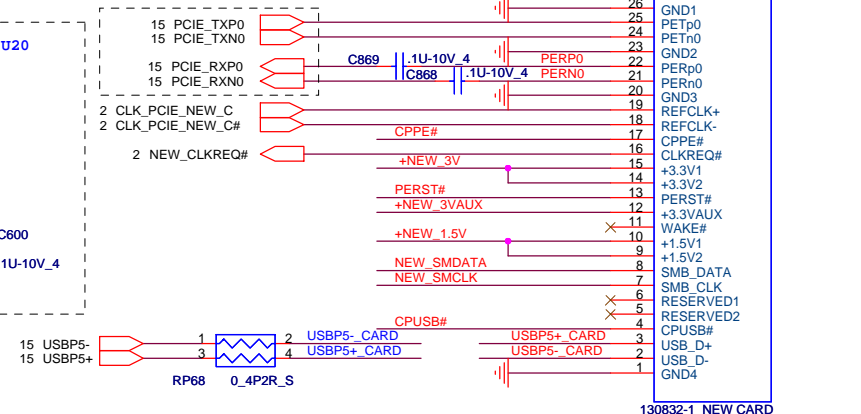 26 GND1
15 PCIE_TXP0 25 PETp0
15 PCIE_TXN0 24 PETn0
U20
23 GND2
C869 .1U-10V_4 PERP0 22 PERp0
15 PCIE_RXP0
C868 .1U-10V_4 PERN0 21 PERn0
15 PCIE_RXN0
20 GND3
2 CLK_PCIE_NEW_C 19 REFCLK+
2 CLK_PCIE_NEW_C# 18 REFCLK-
CPPE# 17 CPPE#
2 NEW_CLKREQ# 16 CLKREQ#
+NEW_3V 15 +3.3V1
14 +3.3V2
PERST# 13 PERST#
+NEW_3VAUX 12 +3.3VAUX
11 WAKE#
C600 +NEW_1.5V 10 +1.5V1
9 +1.5V2
1U-10V_4 NEW_SMDATA 8 SMB_DATA
NEW_SMCLK 7 SMB_CLK
6 RESERVED1
5 RESERVED2
CPUSB# 4 CPUSB#
15 USBP5- 1 2 USBP5-_CARD USBP5+_CARD 3 USB_D+
15 USBP5+ 3 4 USBP5+_CARD USBP5-_CARD 2 USB_D-
1 GND4
RP68 0_4P2R_S
130832-1 NEW CARD